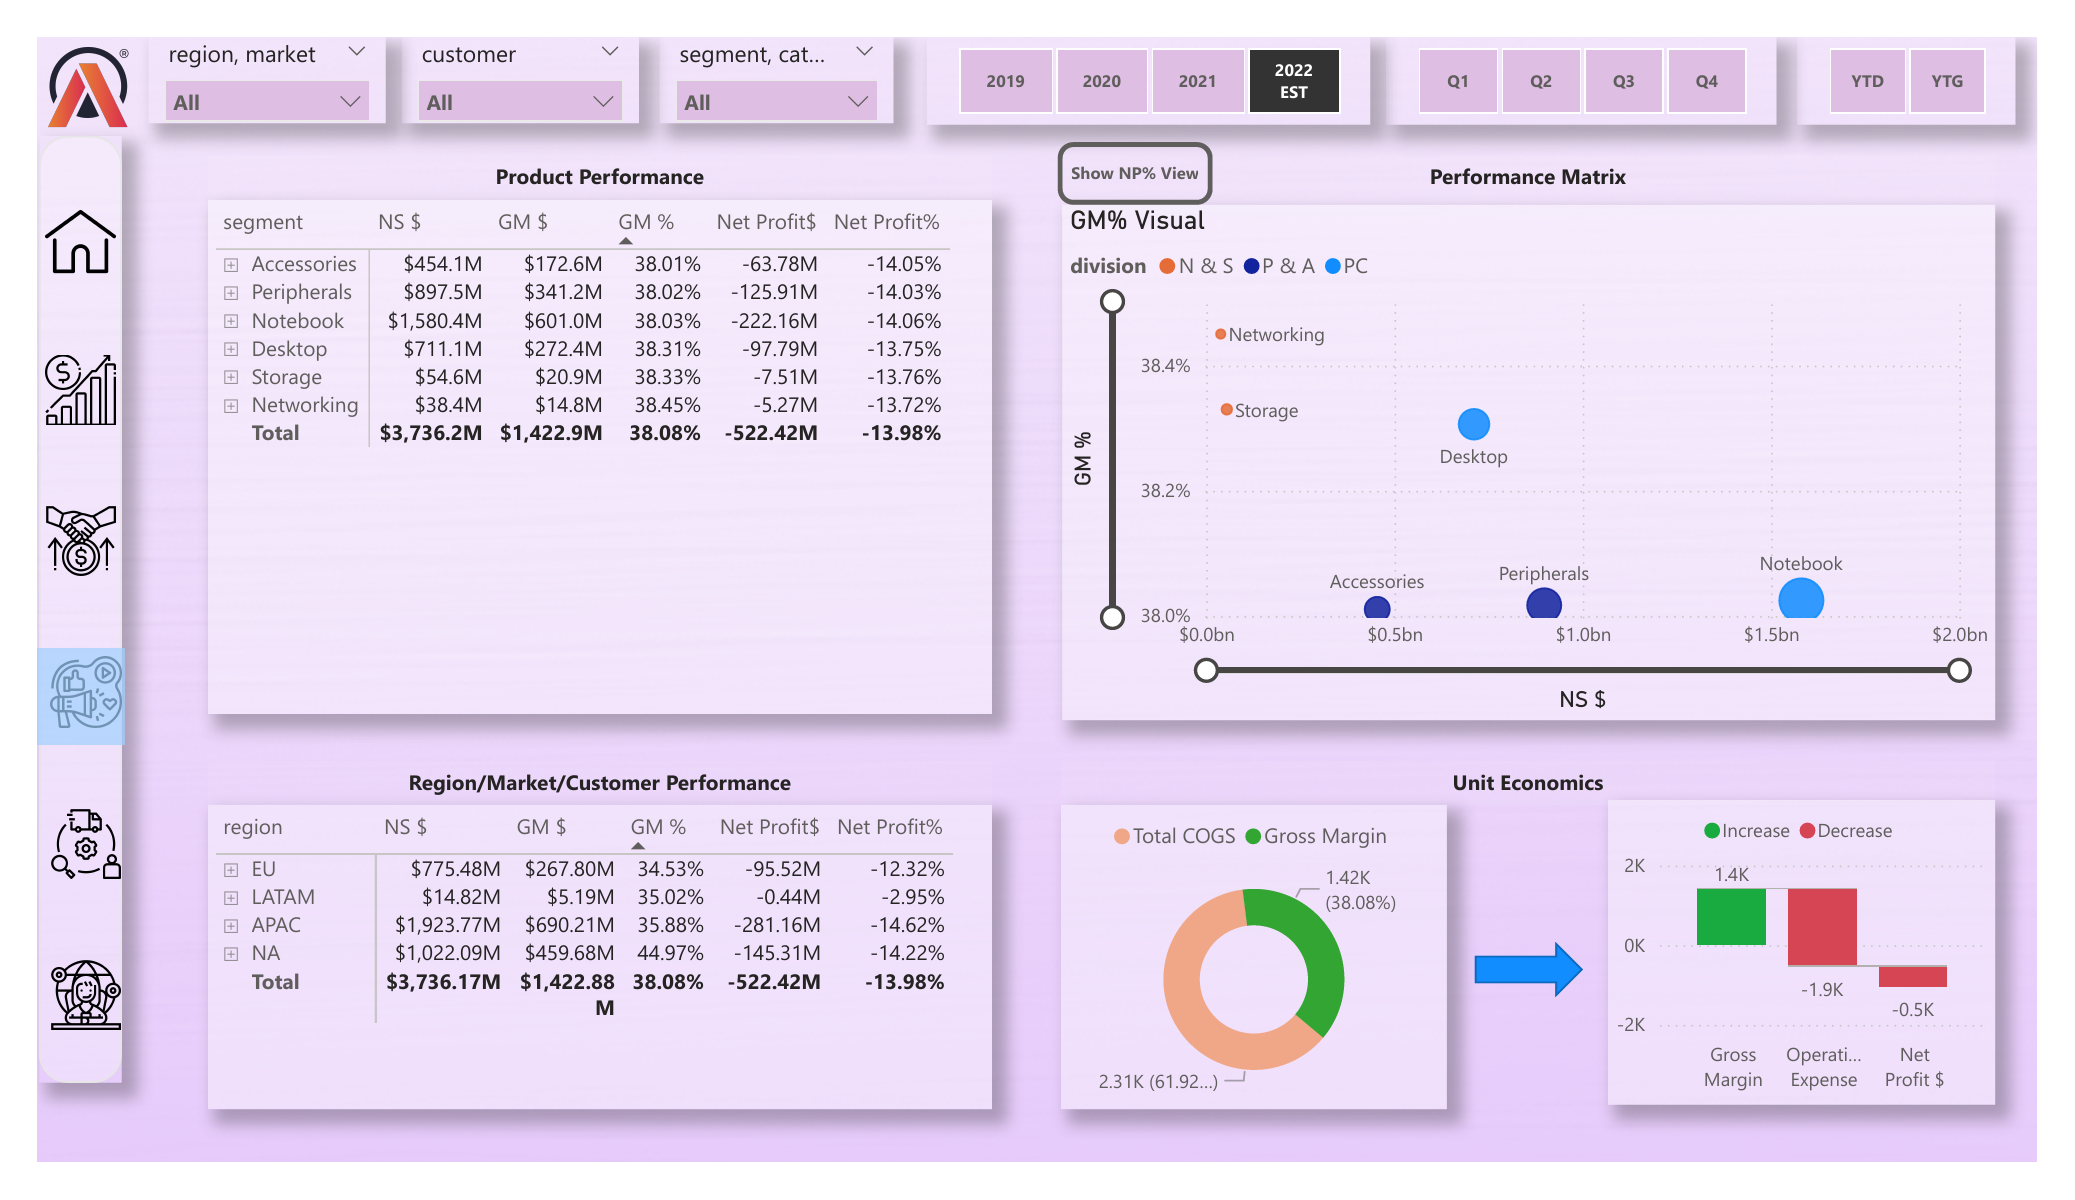 ®
region, market
All
customer
All
segment, cat...
All
2019 2020 2021 2022 EST
Q1 Q2 Q3 Q4
YTD YTG
Product Performance
segment NS $ GM $ GM % Net Profit$ Net Profit%
Accessories $454.1M $172.6M 38.01% -63.78M -14.05%
Peripherals $897.5M $341.2M 38.02% -125.91M -14.03%
Notebook $1,580.4M $601.0M 38.03% -222.16M -14.06%
Desktop $711.1M $272.4M 38.31% -97.79M -13.75%
Storage $54.6M $20.9M 38.33% -7.51M -13.76%
Networking $38.4M $14.8M 38.45% -5.27M -13.72%
Total $3,736.2M $1,422.9M 38.08% -522.42M -13.98%
Show NP% View
Performance Matrix
GM% Visual
division N & S P & A PC
Networking
38.4%
Storage
Desktop
GM %
38.2%
Notebook
Peripherals
Accessories
38.0%
$0.0bn $0.5bn $1.0bn $1.5bn $2.0bn
NS $
Region/Market/Customer Performance
region NS $ GM $ GM % Net Profit$ Net Profit%
EU $775.48M $267.80M 34.53% -95.52M -12.32%
LATAM $14.82M $5.19M 35.02% -0.44M -2.95%
APAC $1,923.77M $690.21M 35.88% -281.16M -14.62%
NA $1,022.09M $459.68M 44.97% -145.31M -14.22%
Total $3,736.17M $1,422.88 38.08% -522.42M -13.98%
M
Unit Economics
Total COGS Gross Margin
1.42K
(38.08%)
2.31K (61.92...)
Increase Decrease
2K
1.4K
0K
-1.9K
-0.5K
-2K
Gross Operati... Net
Margin Expense Profit $